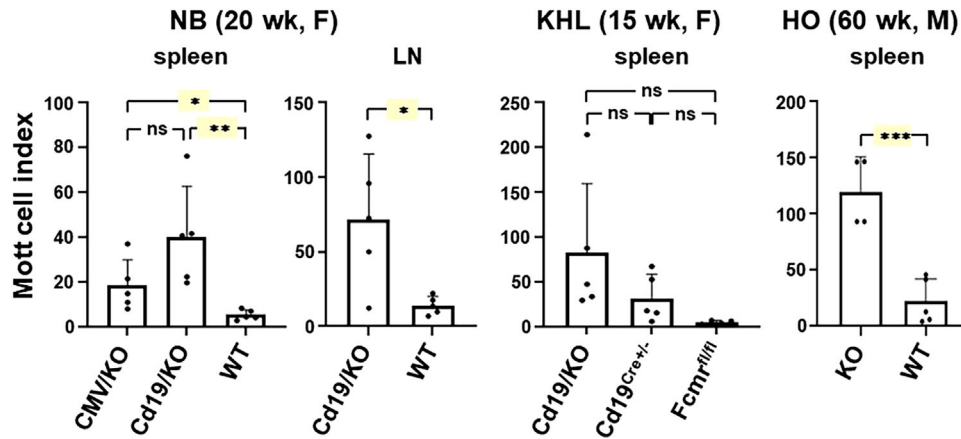 NB (20 wk, F)
KHL (15 wk, F)
HO (60 wk, M)
spleen
LN
spleen
spleen
Mott cell index
100
80
60
40
20
0
*
ns
**
CMV/KO
Cd19/KO
WT
150
100
50
0
*
Cd19/KO
WT
250
200
150
100
50
0
ns
ns
ns
Cd19/KO
Cd19Cre+/-
Fcmrfl/fl
200
150
100
50
0
***
KO
WT